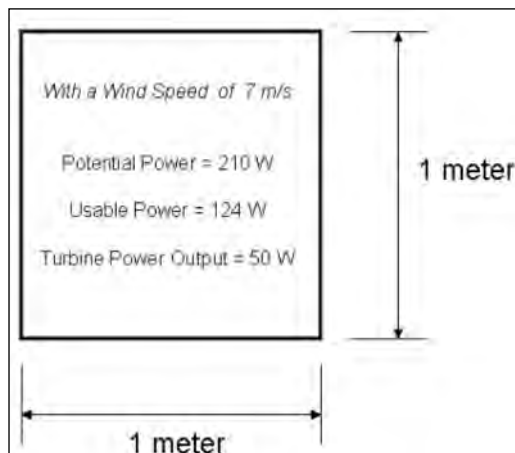 With a Wind Speed of 7 m/s
Potential Power = 210 W
Usable Power = 124 W
Turbine Power Output = 50 W
1 meter
1 meter